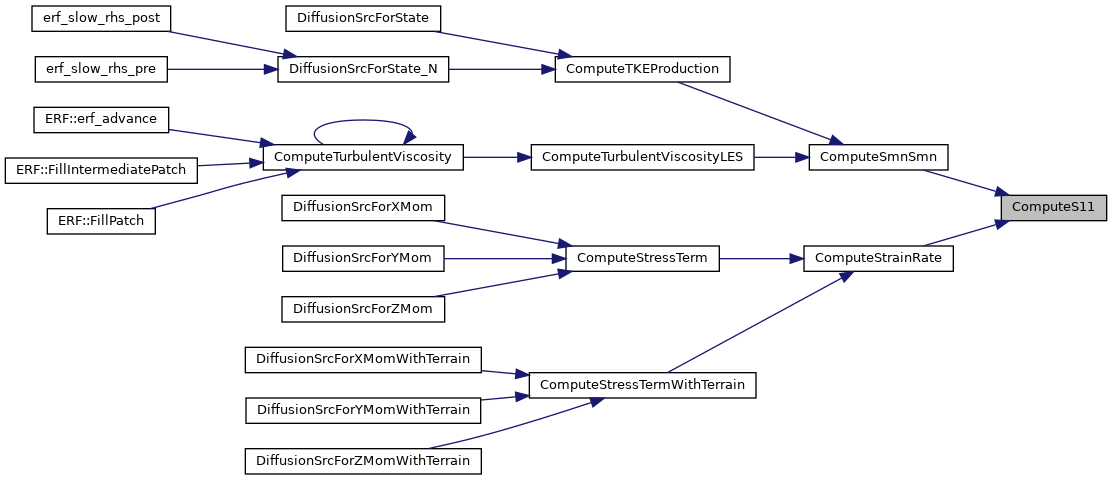 erf_slow_rhs_post
DiffusionSrcForState
erf_slow_rhs_pre
DiffusionSrcForState_N
ComputeTKEProduction
ERF::erf_advance
ComputeTurbulentViscosity
ComputeTurbulentViscosityLES
ComputeSmnSmn
ERF::FillIntermediatePatch
ERF::FillPatch
DiffusionSrcForXMom
ComputeS11
DiffusionSrcForYMom
ComputeStressTerm
ComputeStrainRate
DiffusionSrcForZMom
DiffusionSrcForXMomWithTerrain
ComputeStressTermWithTerrain
DiffusionSrcForYMomWithTerrain
DiffusionSrcForZMomWithTerrain